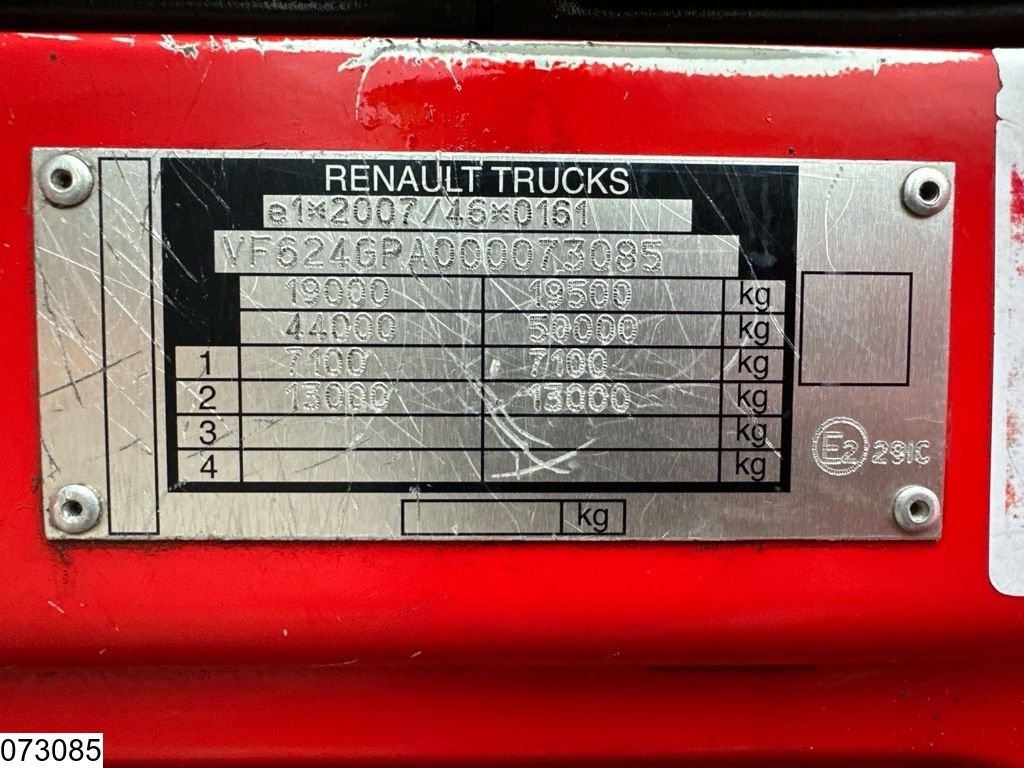 RENAULT TRUCKS
e1*2007/46*0161
VF624GPA000073085
19000 19500 kg
44000 50000 kg
1 7100 7100 kg
2 13000 13000 kg
3 kg
4 kg
E2 291C
kg
073085